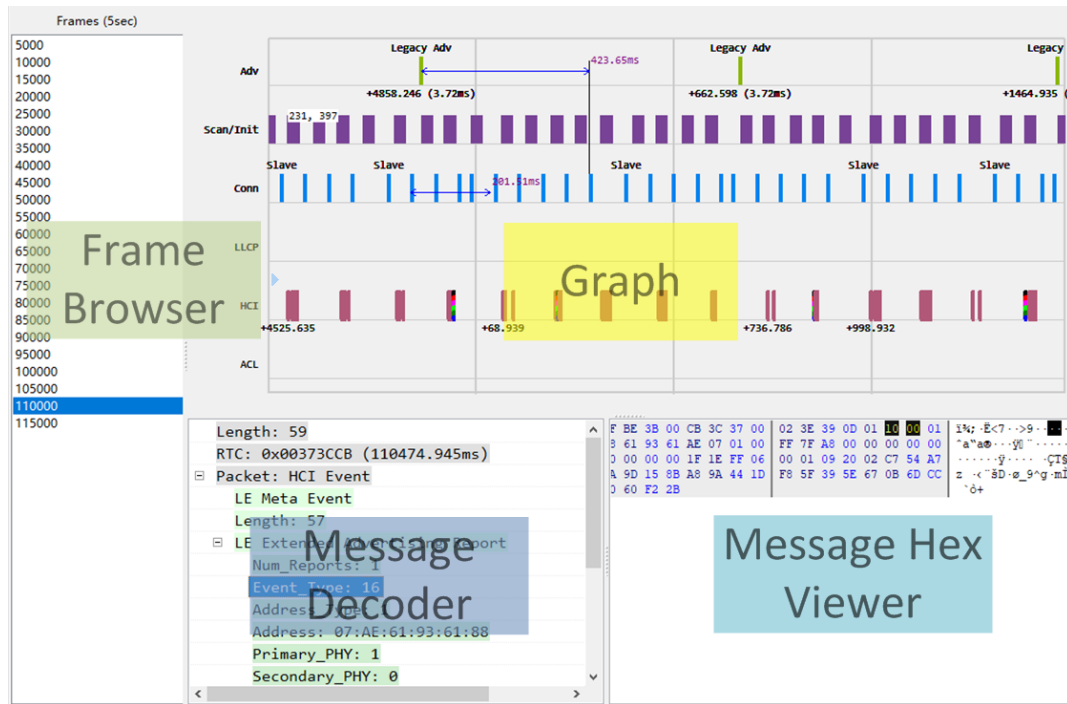 Frames (5sec)
5000
10000
15000
20000
25000
30000
35000
40000
45000
50000
55000
60000
65000
70000
75000
80000
85000
90000
95000
100000
105000
110000
115000
Frame
Browser
Legacy Adv
Legacy Adv
Legacy
423.65ms
Adv
+4858.246 (3.72ms)
+662.598 (3.72ms)
+1464.935 (
231, 397
Scan/Init
Slave
Slave
Slave
Slave
Slave
Conn
201.51ms
LLCP
Graph
HCI
+4525.635
+68.939
+736.786
+998.932
ACL
Length: 59
RTC: 0x00373CCB (110474.945ms)
Packet: HCI Event
LE Meta Event
Length: 57
LE Extended Advertising Report
Num_Reports: 1
Event_Type: 16
Address_Type: 1
Address: 07:AE:61:93:61:88
Primary_PHY: 1
Secondary_PHY: 0
Message
Decoder
F BE 3B 00 CB 3C 37 00 02 3E 39 0D 01 10 00 01
8 61 93 61 AE 07 01 00 FF 7F A8 00 00 00 00 00
0 00 00 00 1F 1E FF 06 00 01 09 20 02 C7 54 A7
A 9D 15 8B A8 9A 44 1D F8 5F 39 5E 67 0B 6D CC
0 60 F2 2B
Message Hex
Viewer